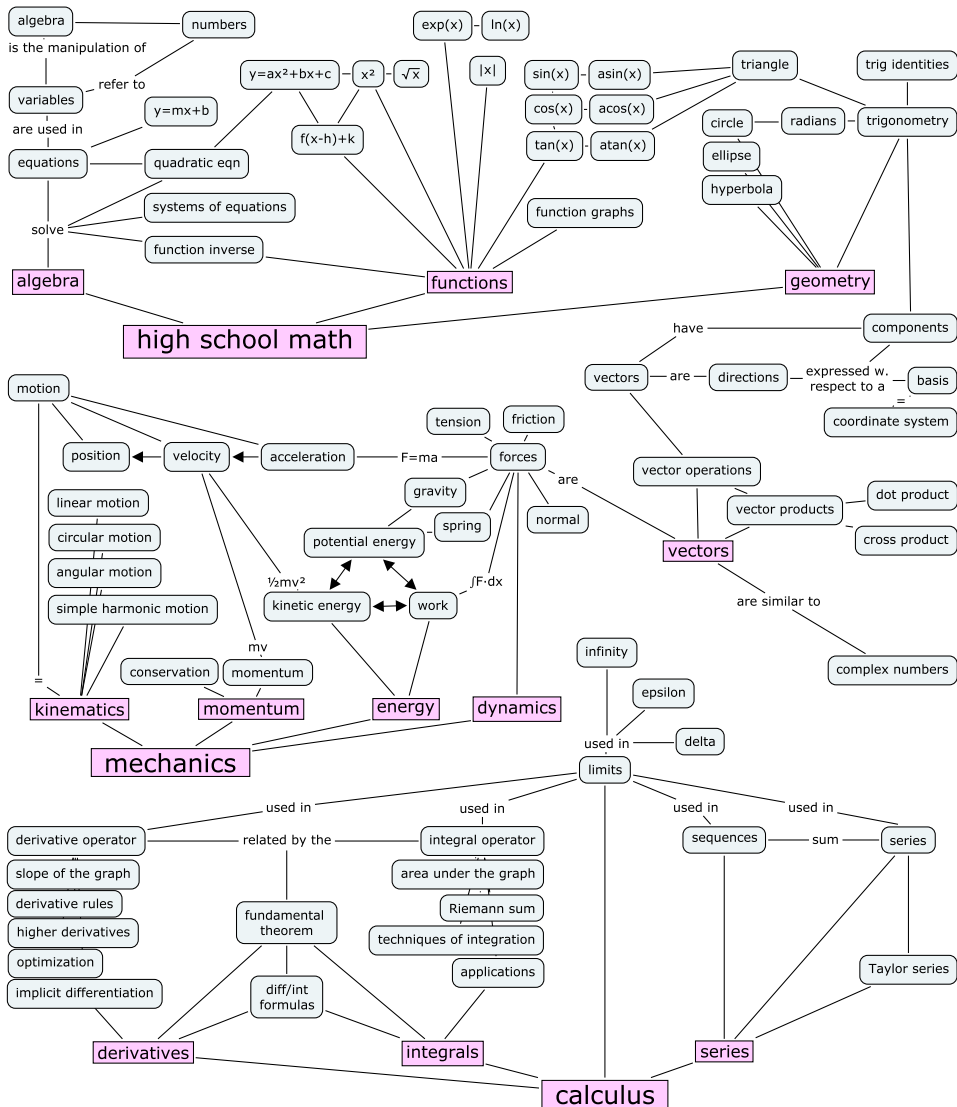 algebra
numbers
exp(x)
ln(x)
is the manipulation of
refer to
variables
y=ax²+bx+c
x²
√x
|x|
sin(x)
asin(x)
triangle
trig identities
y=mx+b
cos(x)
acos(x)
circle
radians
trigonometry
are used in
f(x-h)+k
tan(x)
atan(x)
ellipse
equations
quadratic eqn
hyperbola
systems of equations
function graphs
solve
function inverse
algebra
functions
geometry
high school math
have
components
vectors
are
directions
expressed w.
respect to a
basis
=
coordinate system
motion
tension
friction
position
velocity
acceleration
F=ma
forces
are
vector operations
gravity
linear motion
spring
normal
vector products
dot product
circular motion
potential energy
cross product
vectors
angular motion
½mv²
∫F·dx
simple harmonic motion
kinetic energy
work
are similar to
mv
conservation
momentum
complex numbers
=
kinematics
momentum
energy
dynamics
mechanics
infinity
epsilon
used in
delta
limits
used in
used in
used in
used in
derivative operator
related by the
integral operator
sequences
sum
series
slope of the graph
area under the graph
derivative rules
Riemann sum
higher derivatives
fundamental
theorem
techniques of integration
optimization
applications
Taylor series
implicit differentiation
diff/int
formulas
derivatives
integrals
series
calculus